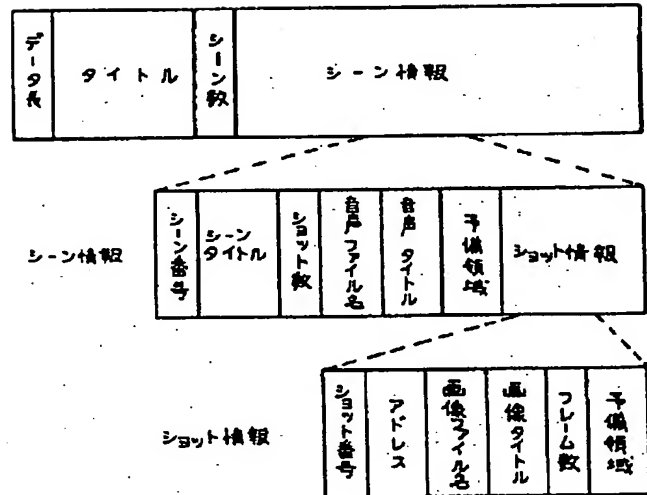 データ長
タイトル
シーン数
シーン情報
シーン情報
シーン番号
シーン
タイトル
ショット数
音声ファイル名
音声タイトル
予備領域
ショット情報
ショット情報
ショット番号
アドレス
画像ファイル名
画像タイトル
フレーム数
予備領域